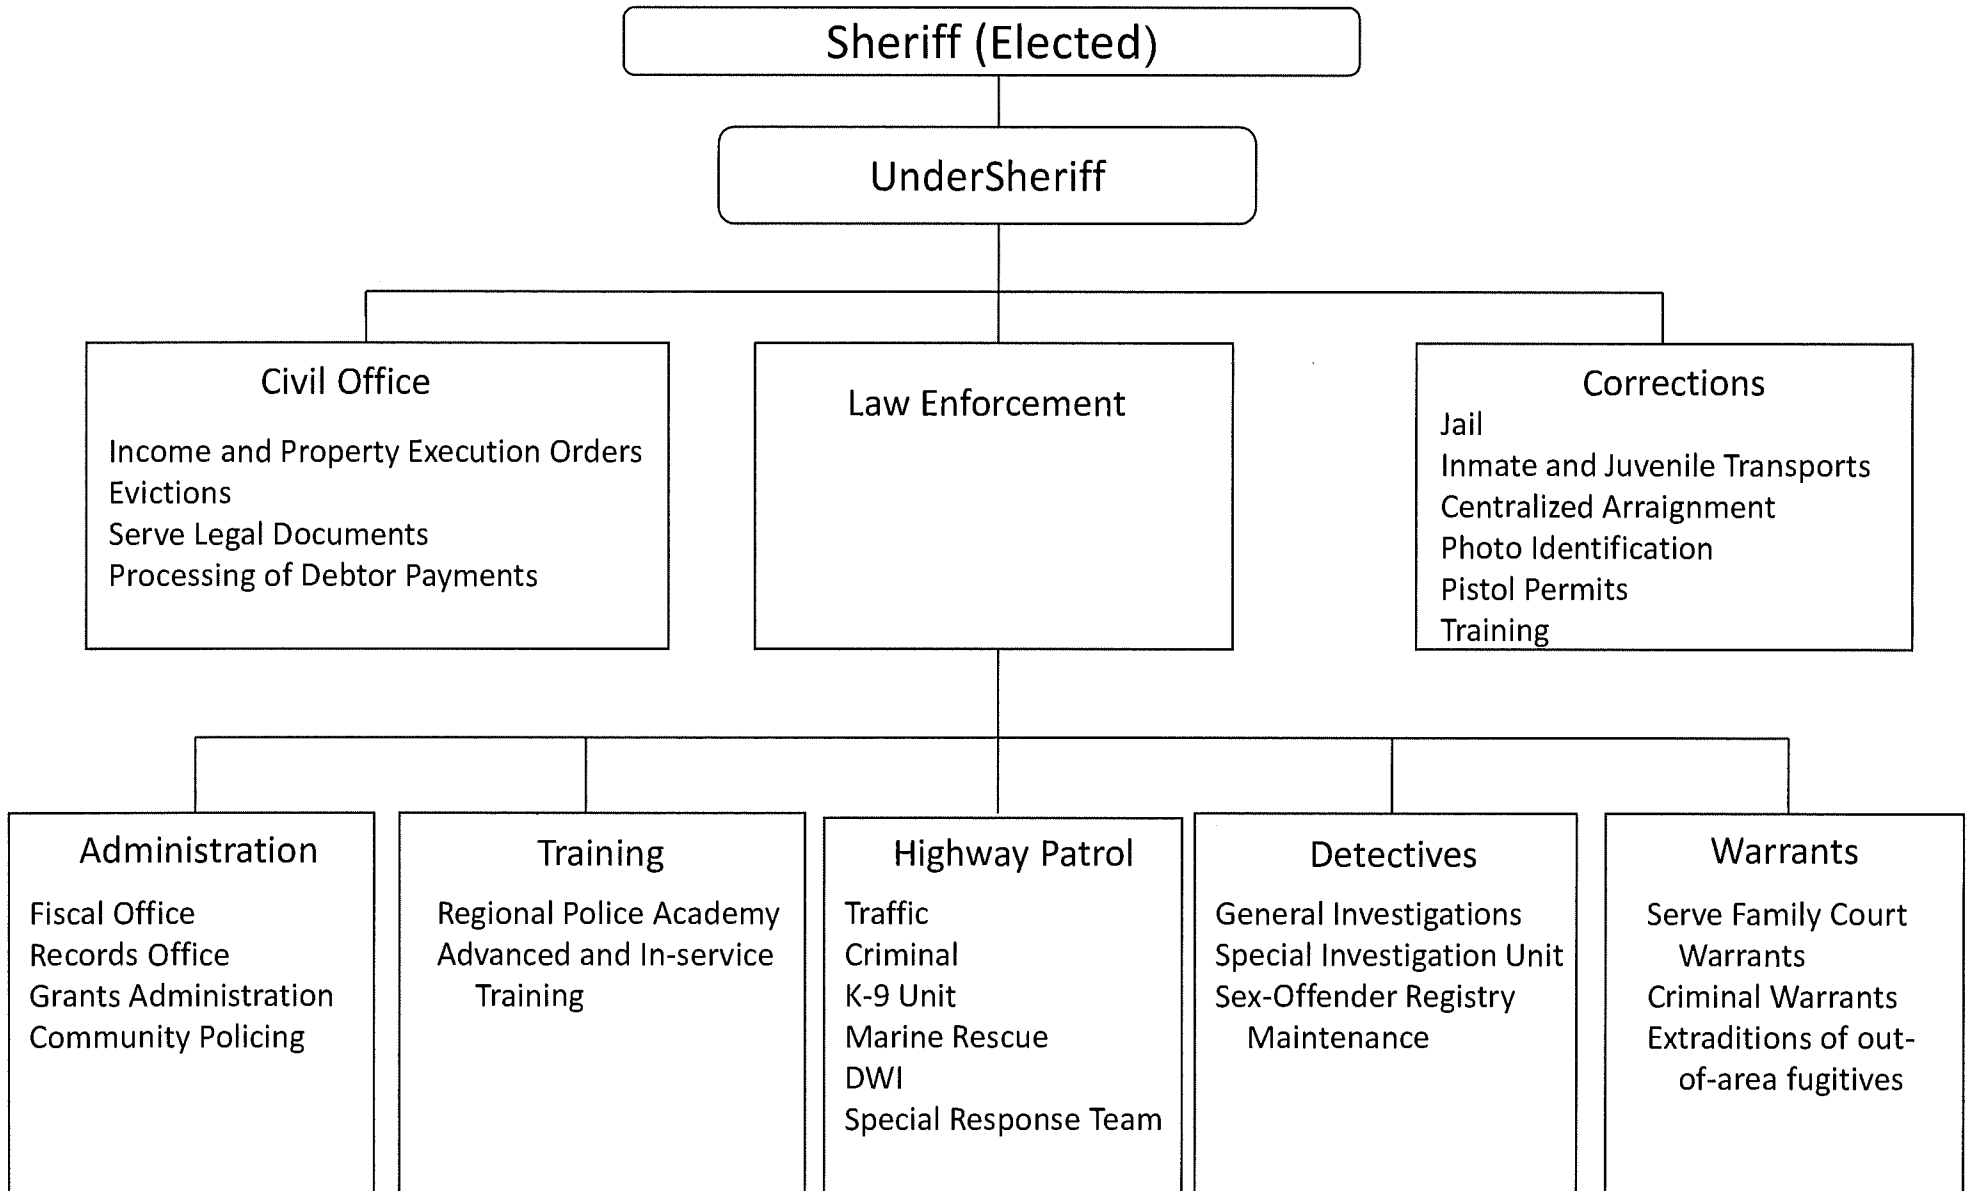 Sheriff (Elected)
UnderSheriff
Civil Office
Income and Property Execution Orders
Evictions
Serve Legal Documents
Processing of Debtor Payments
Law Enforcement
Corrections
Jail
Inmate and Juvenile Transports
Centralized Arraignment
Photo Identification
Pistol Permits
Training
Administration
Fiscal Office
Records Office
Grants Administration
Community Policing
Training
Regional Police Academy
Advanced and In-service
Training
Highway Patrol
Traffic
Criminal
K-9 Unit
Marine Rescue
DWI
Special Response Team
Detectives
General Investigations
Special Investigation Unit
Sex-Offender Registry
Maintenance
Warrants
Serve Family Court
Warrants
Criminal Warrants
Extraditions of out-
of-area fugitives